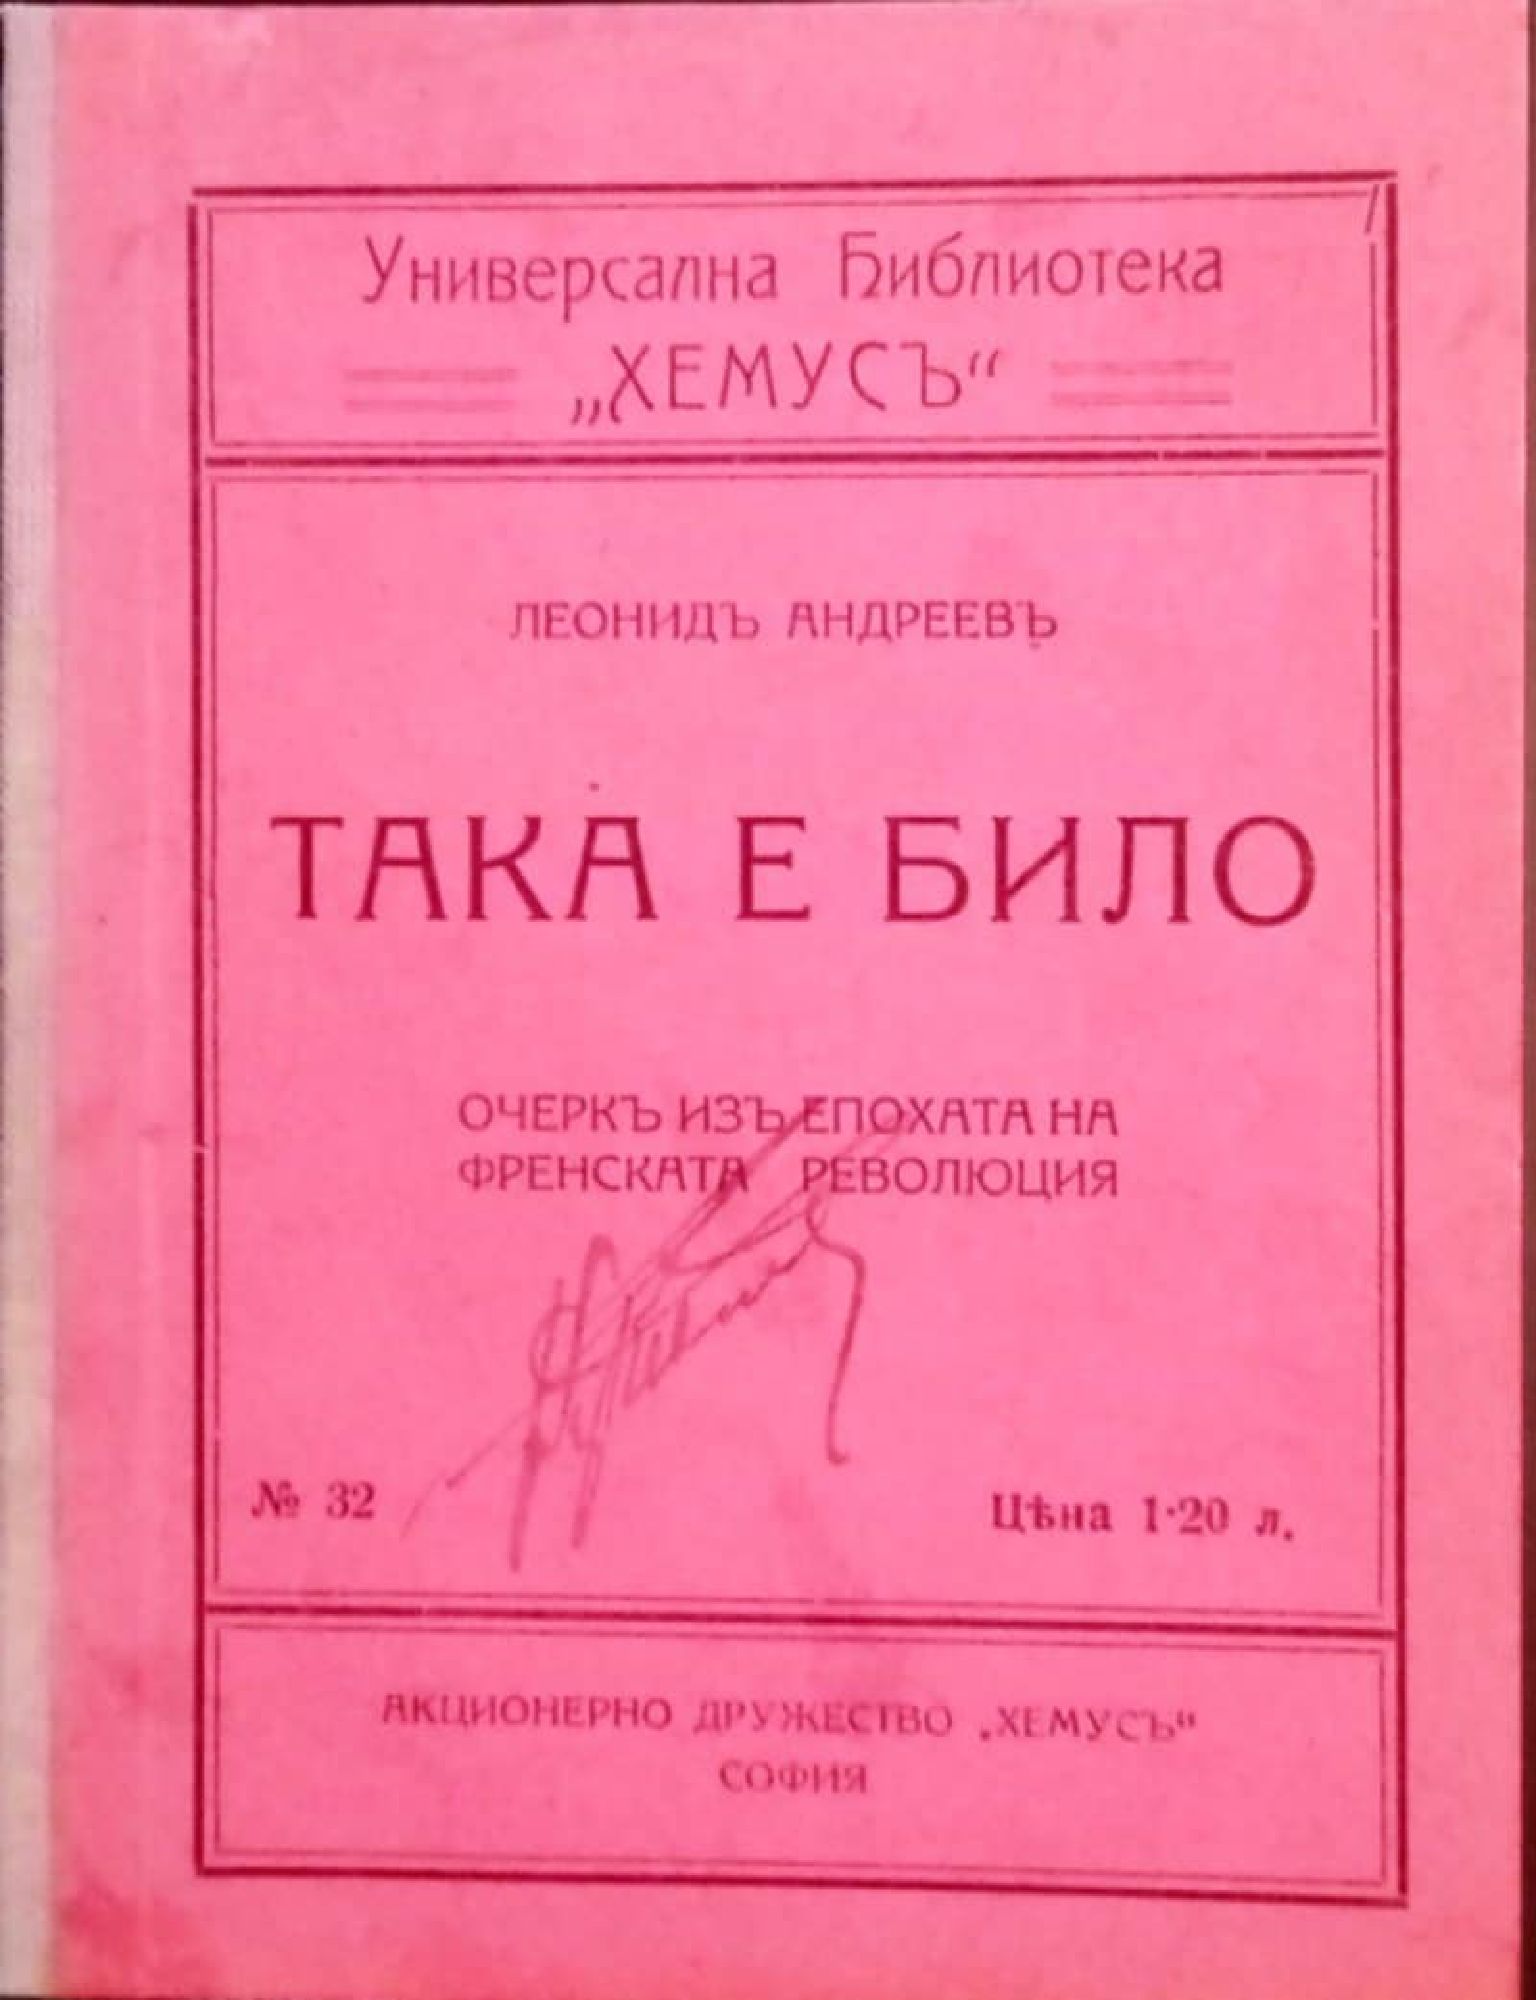 Универсална Библиотека
„ХЕМУСЪ“
ЛЕОНИДЪ АНДРЕЕВЪ
ТАКА Е БИЛО
ОЧЕРКЪ ИЗЪ ЕПОХАТА НА
ФРЕНСКАТА РЕВОЛЮЦИЯ
№ 32
Цѣна 1·20 л.
АКЦИОНЕРНО ДРУЖЕСТВО „ХЕМУСЪ“
СОФИЯ